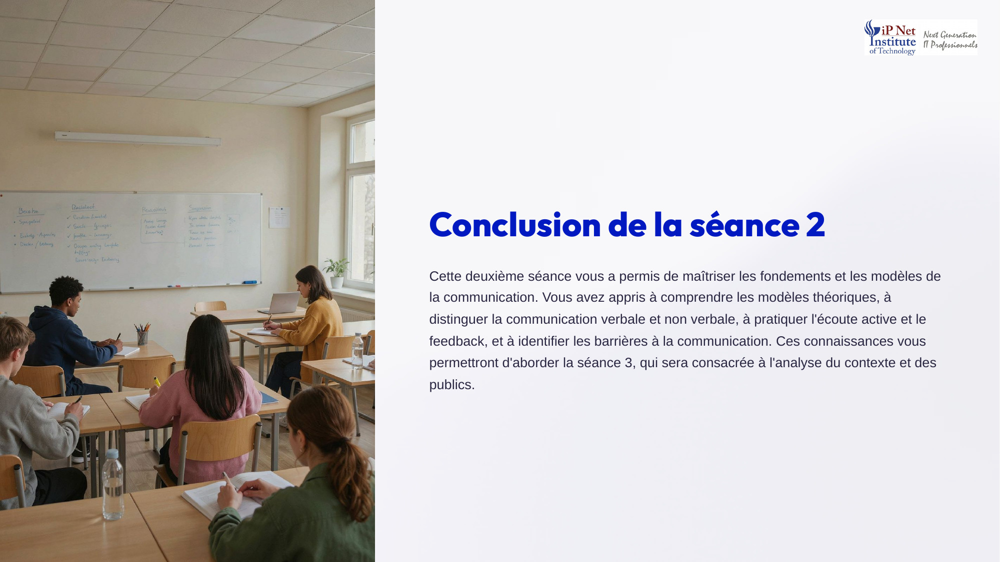 iP Net
Institute
of Technology
Next Generation
IT Professionnels
Conclusion de la séance 2
Cette deuxième séance vous a permis de maîtriser les fondements et les modèles de
la communication. Vous avez appris à comprendre les modèles théoriques, à
distinguer la communication verbale et non verbale, à pratiquer l'écoute active et le
feedback, et à identifier les barrières à la communication. Ces connaissances vous
permettront d'aborder la séance 3, qui sera consacrée à l'analyse du contexte et des
publics.